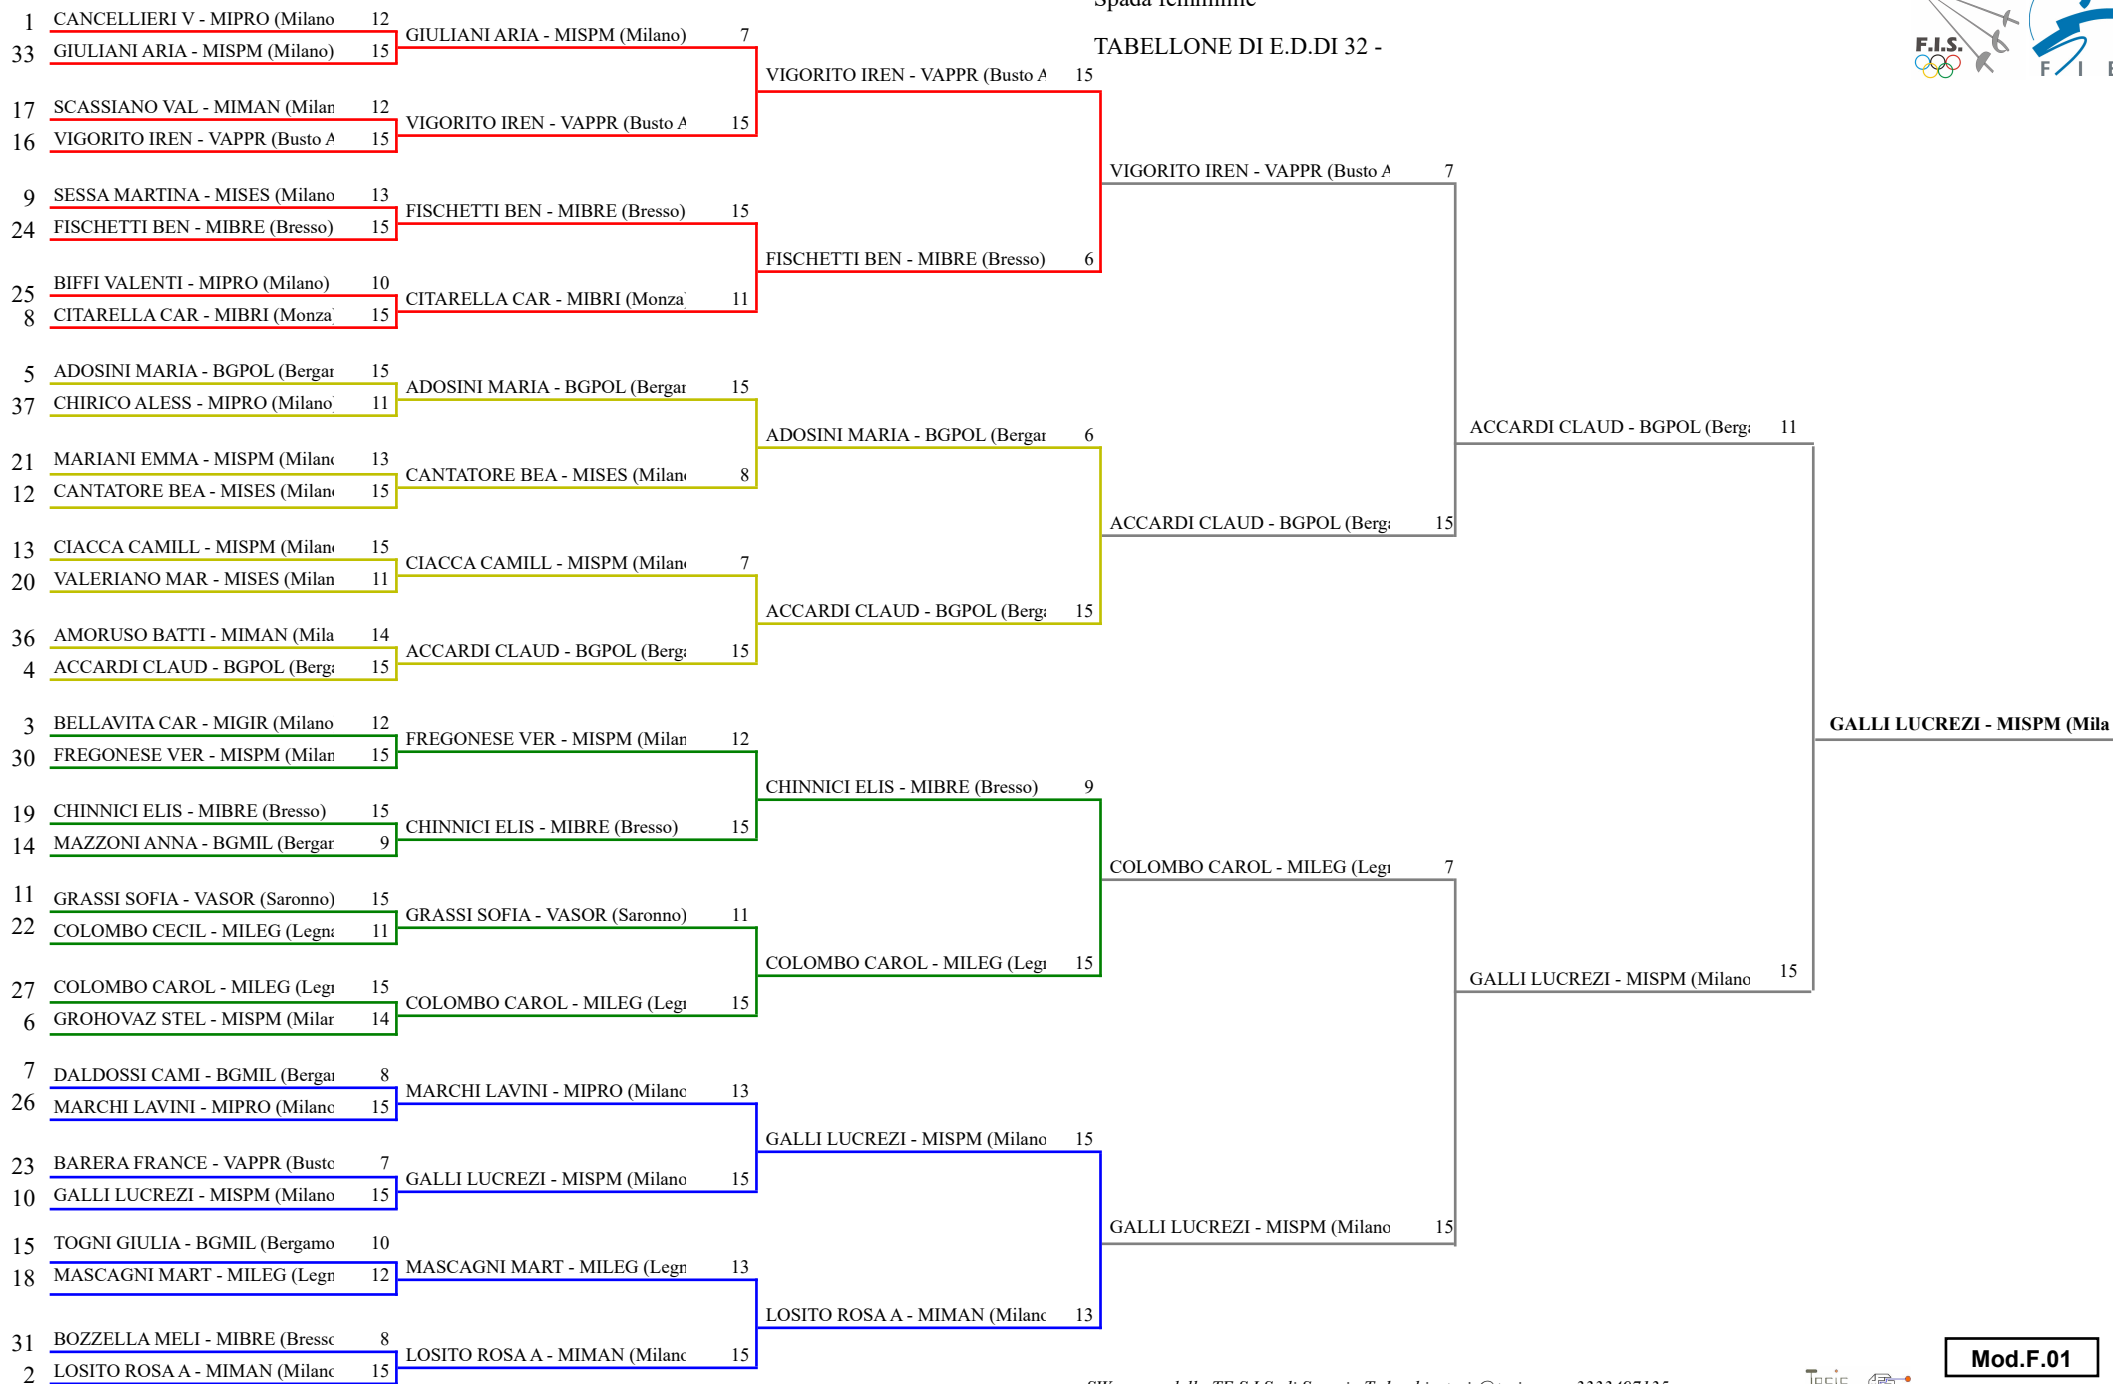 Spada femminile
TABELLONE DI E.D.DI 32 -
F.I.S.
F I E
1 CANCELLIERI V - MIPRO (Milano 12
33 GIULIANI ARIA - MISPM (Milano) 15
17 SCASSIANO VAL - MIMAN (Milan 12
16 VIGORITO IREN - VAPPR (Busto A 15
9 SESSA MARTINA - MISES (Milano 13
24 FISCHETTI BEN - MIBRE (Bresso) 15
25 BIFFI VALENTI - MIPRO (Milano) 10
8 CITARELLA CAR - MIBRI (Monza) 15
5 ADOSINI MARIA - BGPOL (Bergar 15
37 CHIRICO ALESS - MIPRO (Milano) 11
21 MARIANI EMMA - MISPM (Milano 13
12 CANTATORE BEA - MISES (Milano 15
13 CIACCA CAMILL - MISPM (Milano 15
20 VALERIANO MAR - MISES (Milan 11
36 AMORUSO BATTI - MIMAN (Mila 14
4 ACCARDI CLAUD - BGPOL (Berga 15
3 BELLAVITA CAR - MIGIR (Milano 12
30 FREGONESE VER - MISPM (Milan 15
19 CHINNICI ELIS - MIBRE (Bresso) 15
14 MAZZONI ANNA - BGMIL (Bergar 9
11 GRASSI SOFIA - VASOR (Saronno) 15
22 COLOMBO CECIL - MILEG (Legna 11
27 COLOMBO CAROL - MILEG (Legn 15
6 GROHOVAZ STEL - MISPM (Milan 14
7 DALDOSSI CAMI - BGMIL (Bergar 8
26 MARCHI LAVINI - MIPRO (Milano 15
23 BARERA FRANCE - VAPPR (Busto 7
10 GALLI LUCREZI - MISPM (Milano 15
15 TOGNI GIULIA - BGMIL (Bergamo 10
18 MASCAGNI MART - MILEG (Legn 12
31 BOZZELLA MELI - MIBRE (Bresso 8
2 LOSITO ROSA A - MIMAN (Milano 15
GIULIANI ARIA - MISPM (Milano) 7
VIGORITO IREN - VAPPR (Busto A 15
FISCHETTI BEN - MIBRE (Bresso) 15
CITARELLA CAR - MIBRI (Monza) 11
ADOSINI MARIA - BGPOL (Bergar 15
CANTATORE BEA - MISES (Milano 8
CIACCA CAMILL - MISPM (Milano 7
ACCARDI CLAUD - BGPOL (Berga 15
FREGONESE VER - MISPM (Milan 12
CHINNICI ELIS - MIBRE (Bresso) 15
GRASSI SOFIA - VASOR (Saronno) 11
COLOMBO CAROL - MILEG (Legn 15
MARCHI LAVINI - MIPRO (Milano 13
GALLI LUCREZI - MISPM (Milano 15
MASCAGNI MART - MILEG (Legn 13
LOSITO ROSA A - MIMAN (Milano 15
VIGORITO IREN - VAPPR (Busto A 15
FISCHETTI BEN - MIBRE (Bresso) 6
ADOSINI MARIA - BGPOL (Bergar 6
ACCARDI CLAUD - BGPOL (Berga 15
CHINNICI ELIS - MIBRE (Bresso) 9
COLOMBO CAROL - MILEG (Legn 15
GALLI LUCREZI - MISPM (Milano 15
LOSITO ROSA A - MIMAN (Milano 13
VIGORITO IREN - VAPPR (Busto A 7
ACCARDI CLAUD - BGPOL (Berga 15
COLOMBO CAROL - MILEG (Legn 7
GALLI LUCREZI - MISPM (Milano 15
ACCARDI CLAUD - BGPOL (Berga 11
GALLI LUCREZI - MISPM (Milano 15
GALLI LUCREZI - MISPM (Mila
Mod.F.01